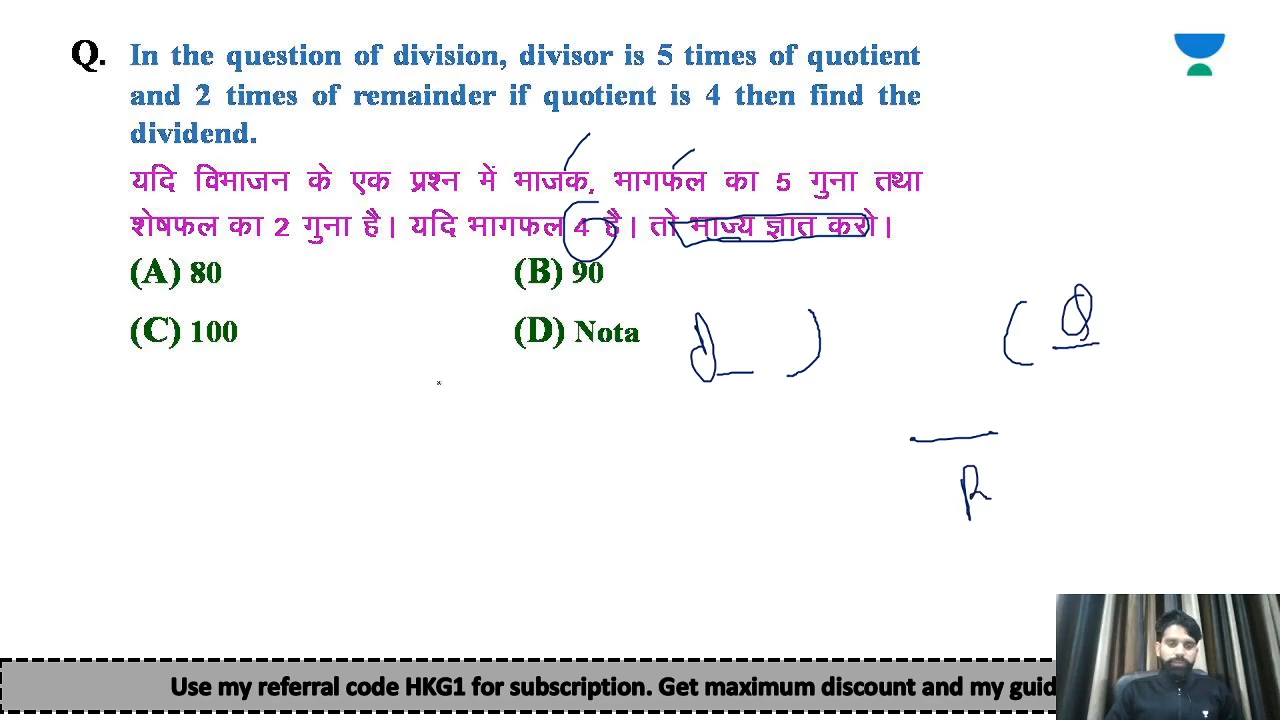 Q. In the question of division, divisor is 5 times of quotient
and 2 times of remainder if quotient is 4 then find the
dividend.
यदि विभाजन के एक प्रश्न में भाजक, भागफल का 5 गुना तथा
शेषफल का 2 गुना है। यदि भागफल 4 है। तो भाज्य ज्ञात करो।
(A) 80 (B) 90
(C) 100 (D) Nota
d ) ( Q
R
Use my referral code HKG1 for subscription. Get maximum discount and my guid